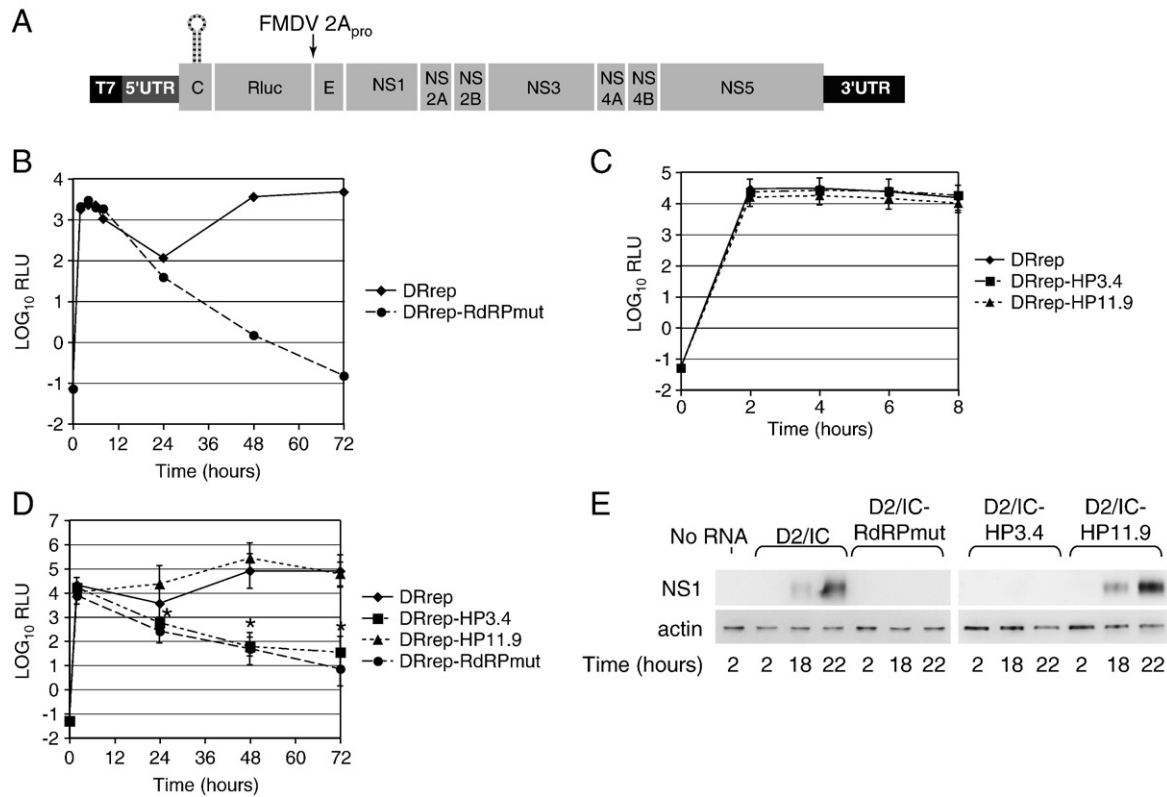 A
FMDV 2Apro
T7 5'UTR C Rluc E NS1 NS 2A NS 2B NS3 NS 4A NS 4B NS5 3'UTR
B
LOG10 RLU
4
3
2
1
0
-1
-2
0 12 24 36 48 60 72
Time (hours)
DRrep
DRrep-RdRPmut
C
LOG10 RLU
5
4
3
2
1
0
-1
-2
0 2 4 6 8
Time (hours)
DRrep
DRrep-HP3.4
DRrep-HP11.9
D
LOG10 RLU
7
6
5
4
3
2
1
0
-1
-2
* * *
0 12 24 36 48 60 72
Time (hours)
DRrep
DRrep-HP3.4
DRrep-HP11.9
DRrep-RdRPmut
E
No RNA D2/IC D2/IC-RdRPmut D2/IC-HP3.4 D2/IC-HP11.9
NS1
actin
Time (hours) 2 2 18 22 2 18 22 2 18 22 2 18 22